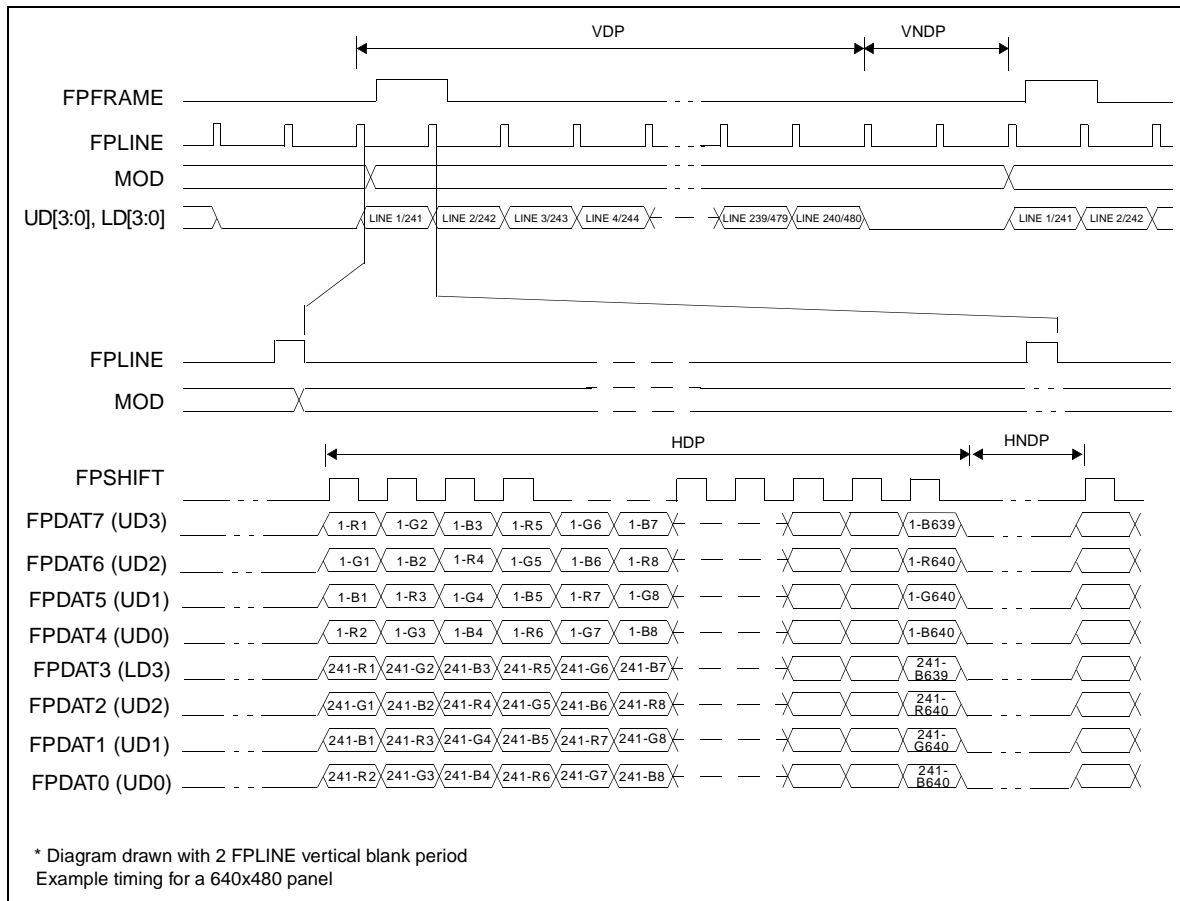 VDP VNDP
FPFRAME
FPLINE
MOD
UD[3:0], LD[3:0] LINE 1/241 LINE 2/242 LINE 3/243 LINE 4/244 LINE 239/479 LINE 240/480 LINE 1/241 LINE 2/242
FPLINE
MOD
HDP HNDP
FPSHIFT
FPDAT7 (UD3) 1-R1 1-G2 1-B3 1-R5 1-G6 1-B7 1-B639
FPDAT6 (UD2) 1-G1 1-B2 1-R4 1-G5 1-B6 1-R8 1-R640
FPDAT5 (UD1) 1-B1 1-R3 1-G4 1-B5 1-R7 1-G8 1-G640
FPDAT4 (UD0) 1-R2 1-G3 1-B4 1-R6 1-G7 1-B8 1-B640
FPDAT3 (LD3) 241-R1 241-G2 241-B3 241-R5 241-G6 241-B7 241-B639
FPDAT2 (UD2) 241-G1 241-B2 241-R4 241-G5 241-B6 241-R8 241-R640
FPDAT1 (UD1) 241-B1 241-R3 241-G4 241-B5 241-R7 241-G8 241-G640
FPDAT0 (UD0) 241-R2 241-G3 241-B4 241-R6 241-G7 241-B8 241-B640
* Diagram drawn with 2 FPLINE vertical blank period
Example timing for a 640x480 panel